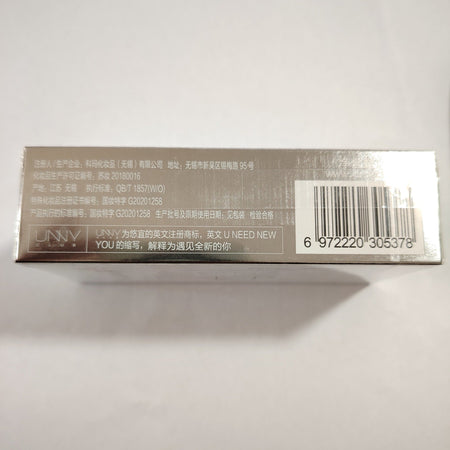 注册人/生产企业：科玛化妆品（无锡）有限公司 地址：无锡市新吴区锡梅路 95 号
化妆品生产许可证编号：苏妆 20180016
产地：江苏 无锡 执行标准：QB/T 1857(W/O)
特殊化妆品注册证书编号：国妆特字 G20201258
产品执行的标准编号：国妆特字 G20201258 生产批号及限期使用日期：见包装 检验合格
UNNY UNNY 为悠宜的英文注册商标，英文 U NEED NEW
YOU 的缩写，解释为遇见全新的你
6 972220 305378